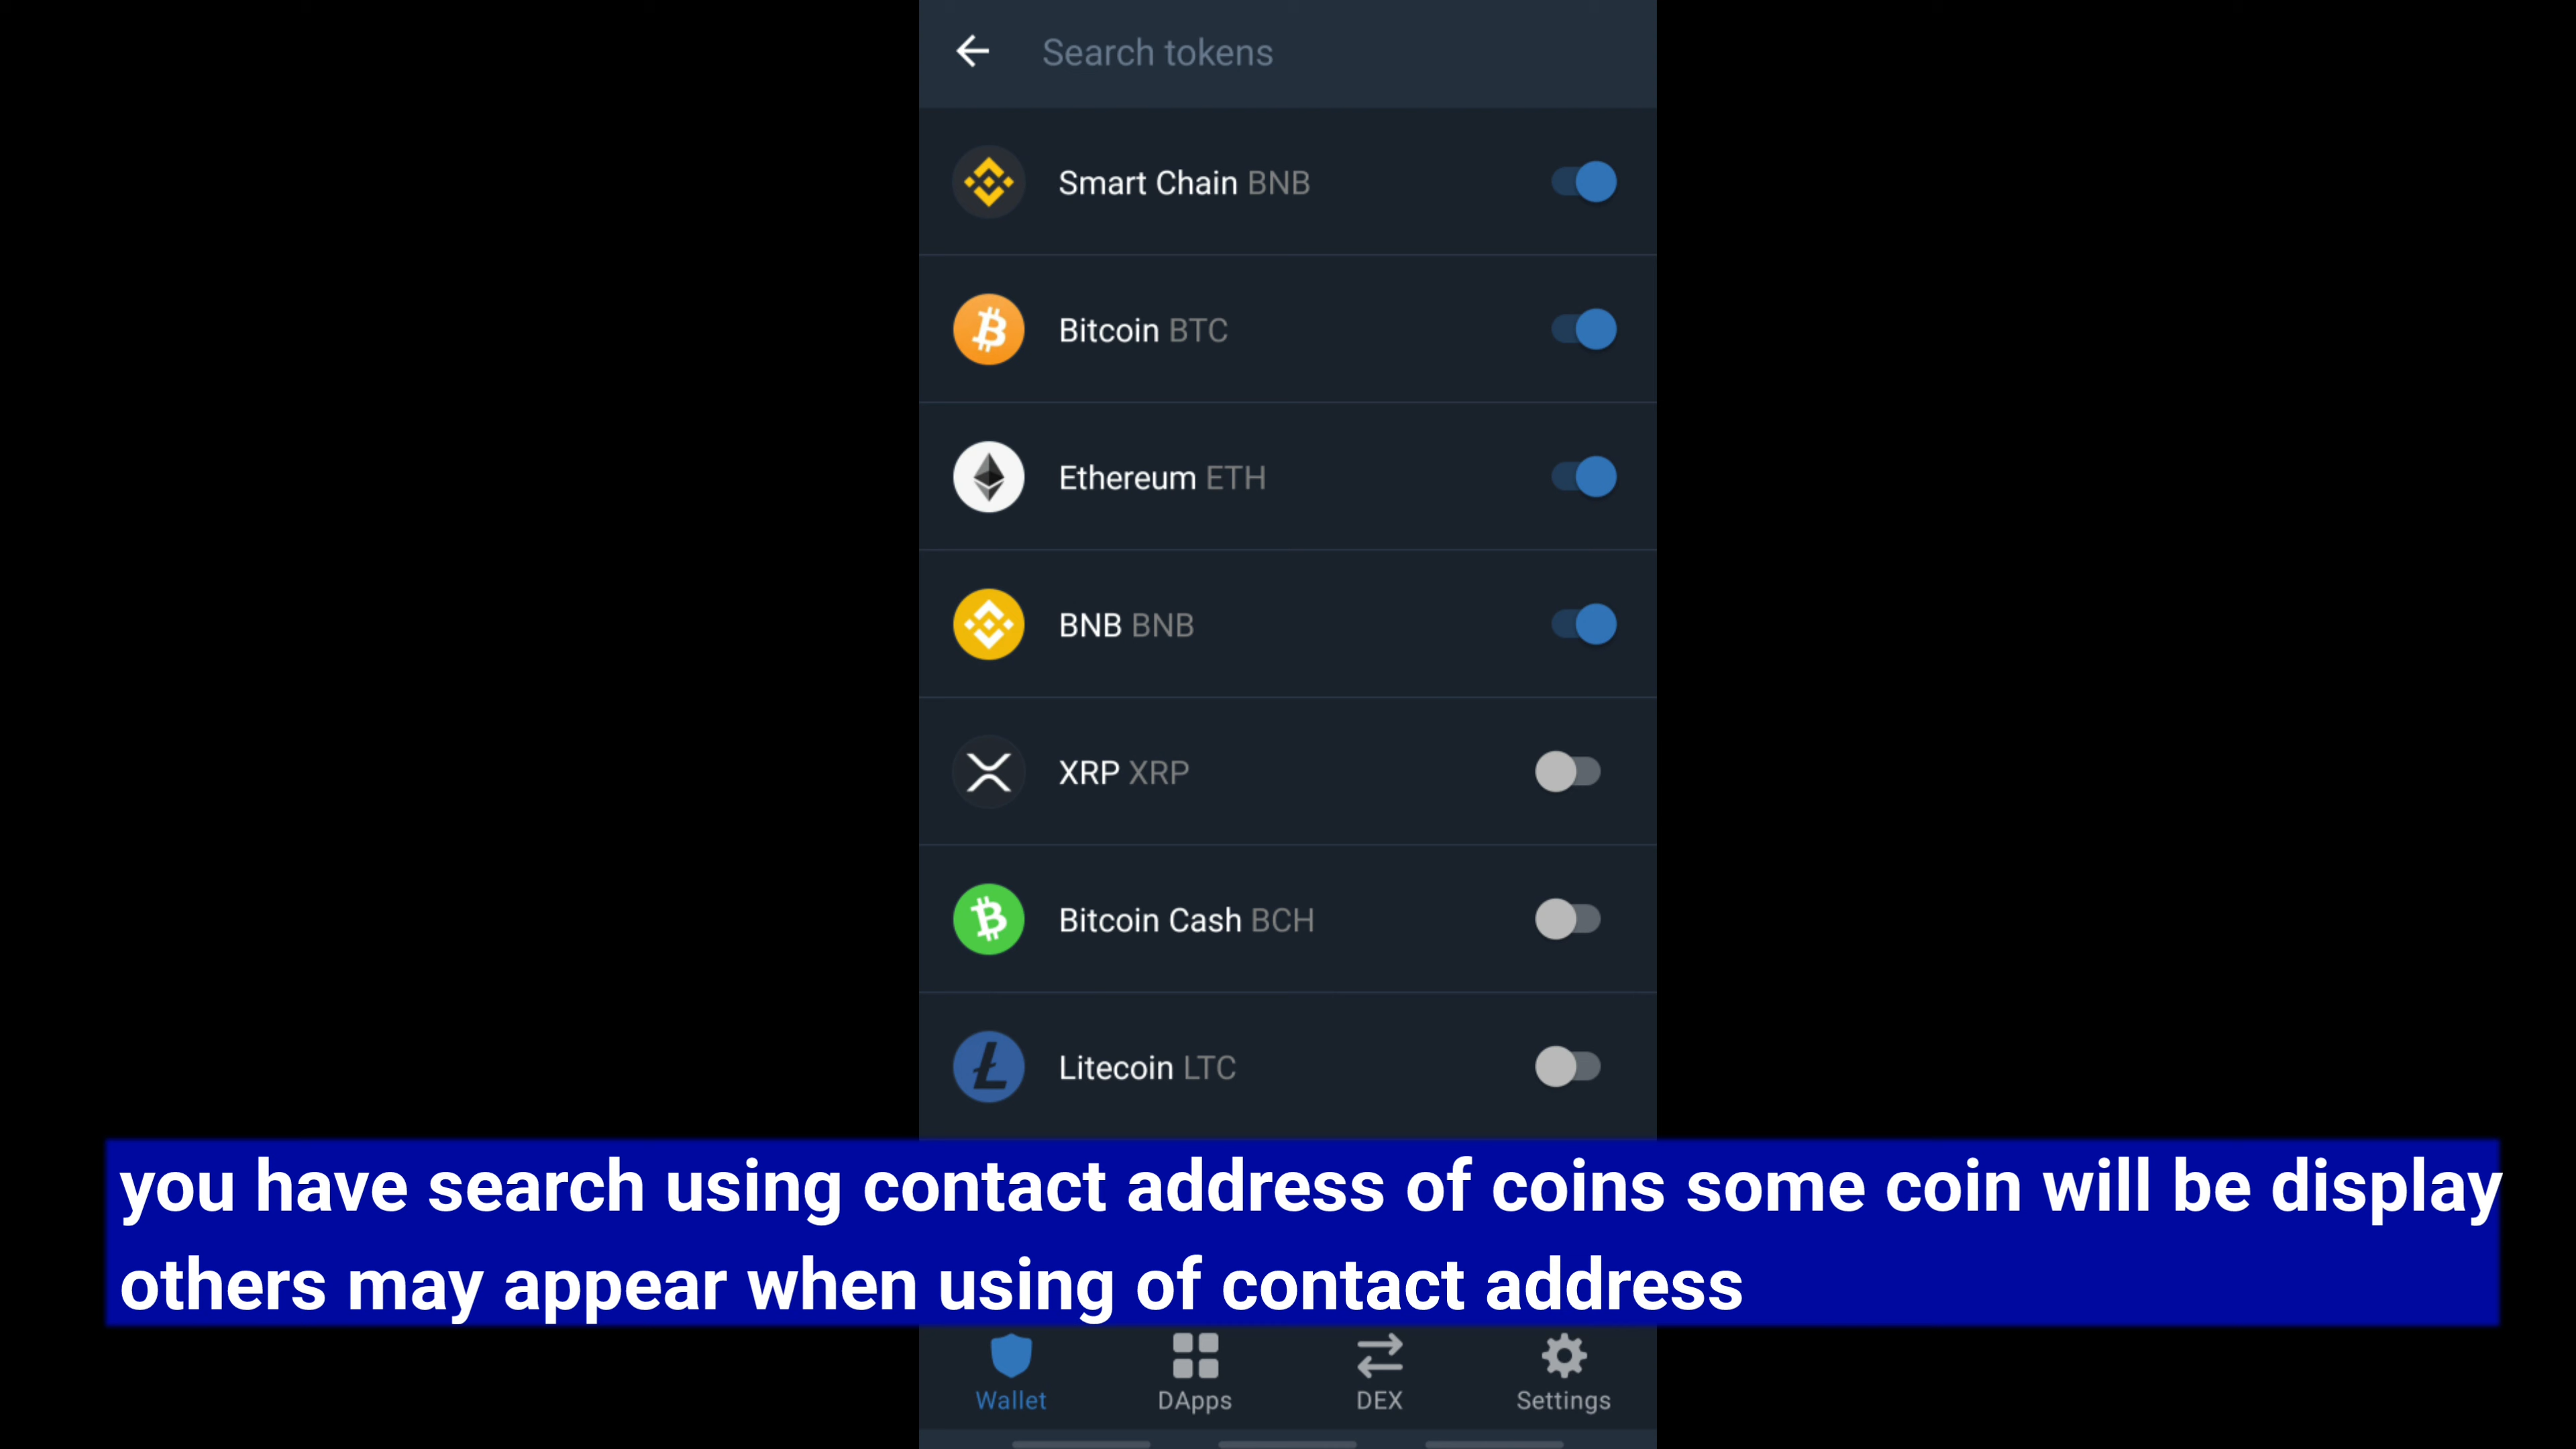 Search tokens
Smart Chain BNB
Bitcoin BTC
Ethereum ETH
BNB BNB
XRP XRP
Bitcoin Cash BCH
Litecoin LTC
you have search using contact address of coins some coin will be display
others may appear when using of contact address
Wallet DApps DEX Settings